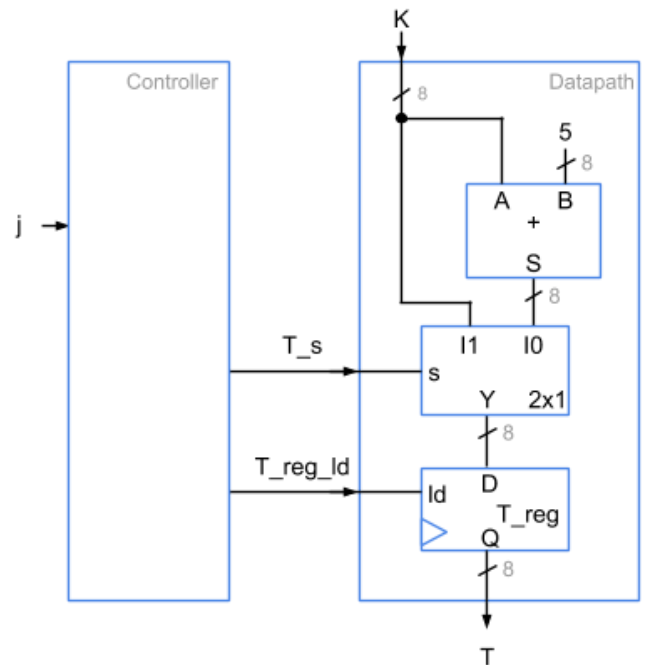 K
Controller
8
Datapath
5
8
j
A B
+
S
8
T_s
I1 I0
s
Y 2x1
8
T_reg_ld
ld
D
T_reg
Q
8
T